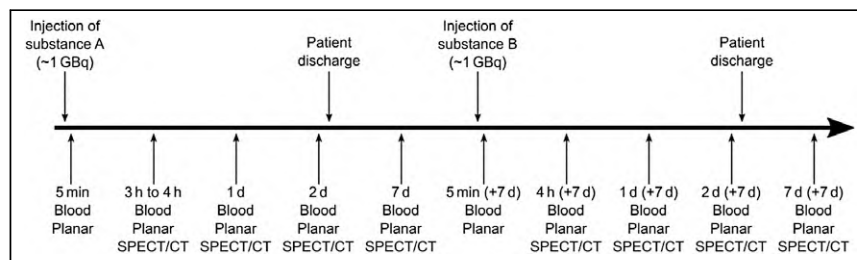 Injection of
substance A
(~1 GBq)
Patient
discharge
Injection of
substance B
(~1 GBq)
Patient
discharge
5 min
Blood
Planar
3 h to 4 h
Blood
Planar
SPECT/CT
1 d
Blood
Planar
SPECT/CT
2 d
Blood
Planar
SPECT/CT
7 d
Blood
Planar
SPECT/CT
5 min (+7 d)
Blood
Planar
4 h (+7 d)
Blood
Planar
SPECT/CT
1 d (+7 d)
Blood
Planar
SPECT/CT
2 d (+7 d)
Blood
Planar
SPECT/CT
7 d (+7 d)
Blood
Planar
SPECT/CT